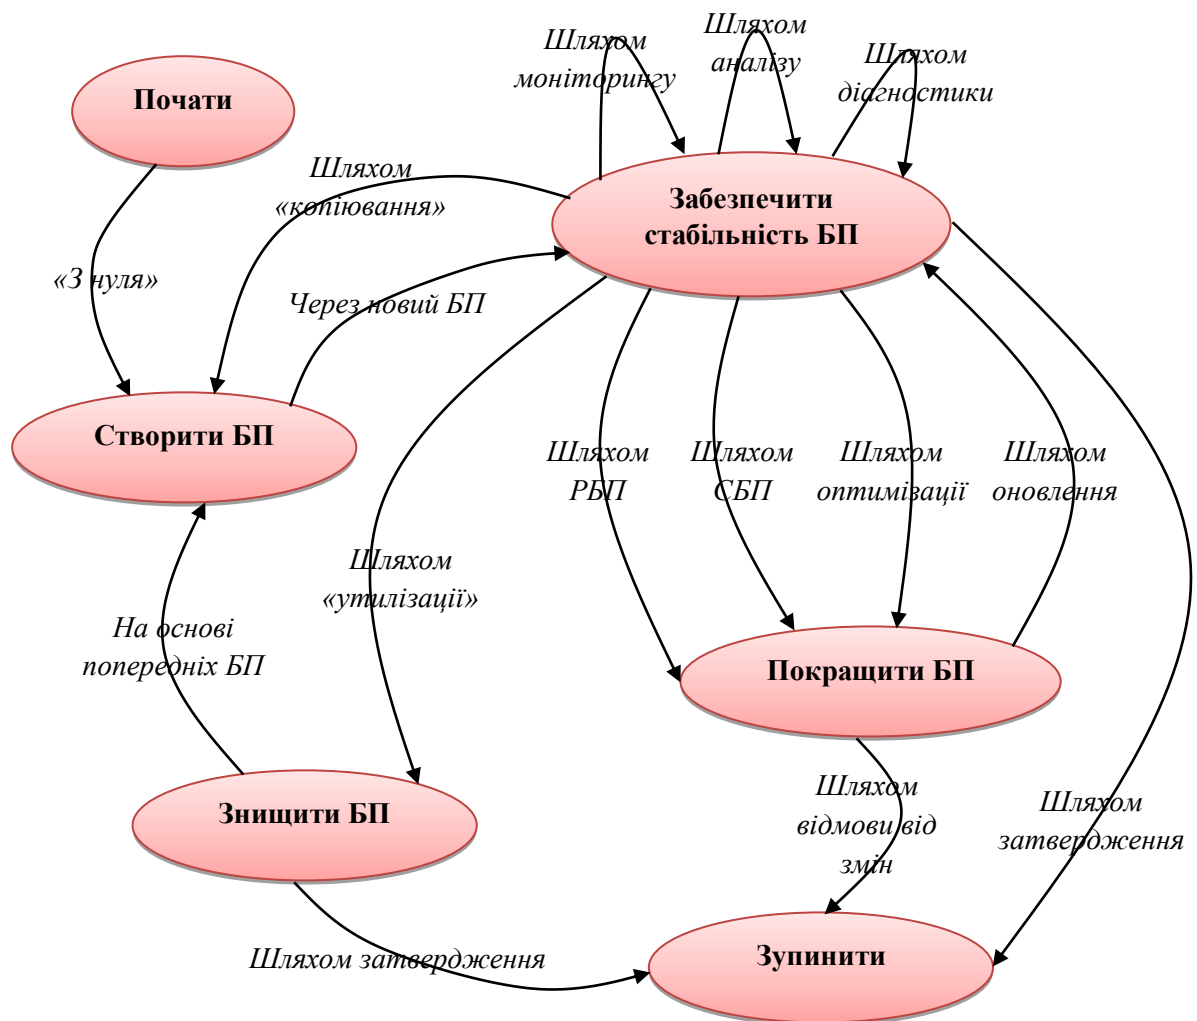 Шляхом
моніторингу
Шляхом
аналізу
Шляхом
діагностики
Почати
Шляхом
«копіювання»
Забезпечити
стабільність БП
«З нуля»
Через новий БП
Створити БП
Шляхом
РБП
Шляхом
СБП
Шляхом
оптимізації
Шляхом
оновлення
Шляхом
«утилізації»
На основі
попередніх БП
Покращити БП
Знищити БП
Шляхом
відмови від
змін
Шляхом
затвердження
Шляхом затвердження
Зупинити